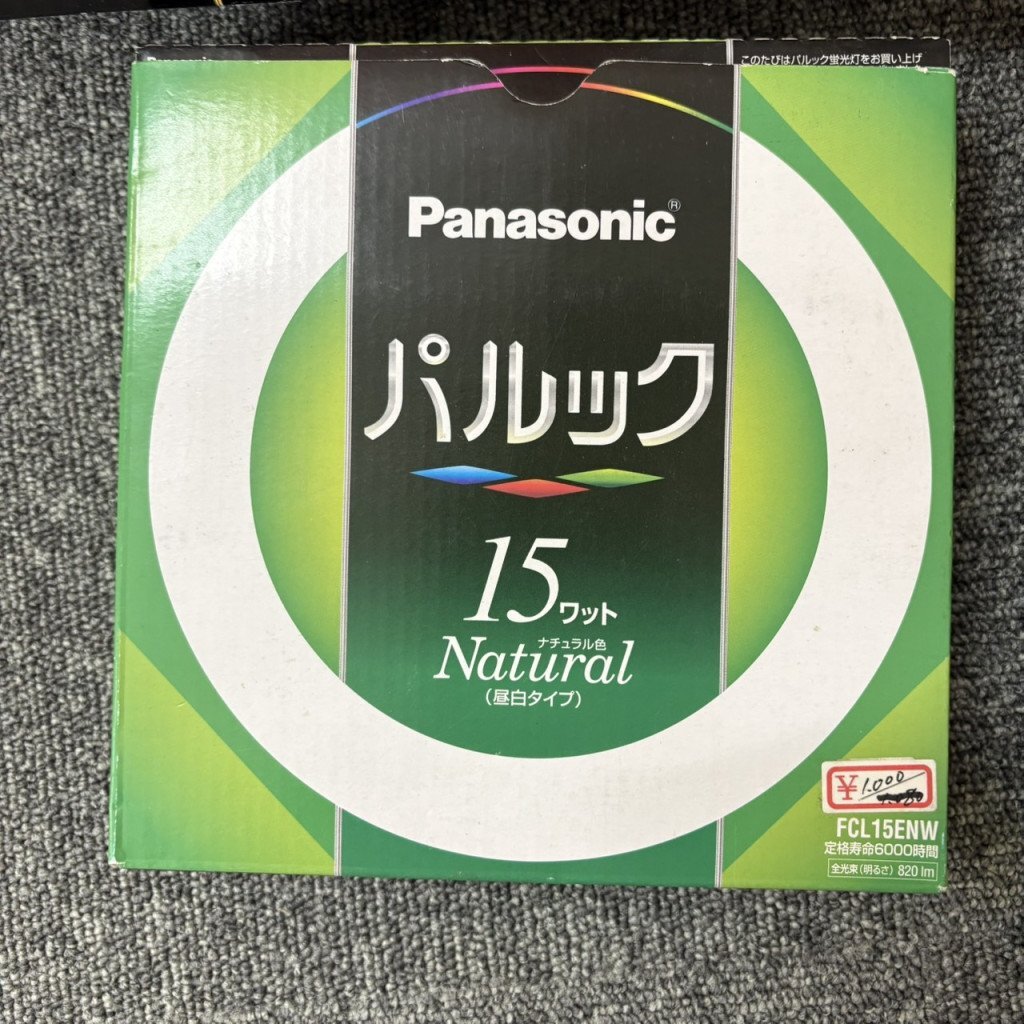 このたびはパルック蛍光灯をお買い上げ
Panasonic®
パルック
15ワット
ナチュラル色
Natural
(昼白タイプ)
¥1.000
FCL15ENW
定格寿命6000時間
全光束(明るさ) 820 lm